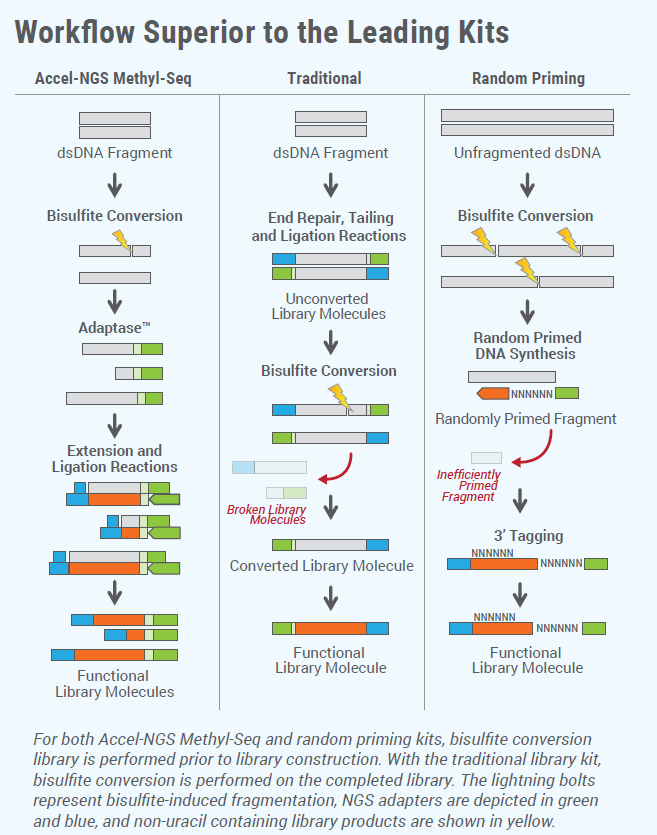 Workflow Superior to the Leading Kits
Accel-NGS Methyl-Seq
dsDNA Fragment
Bisulfite Conversion
Adaptase™
Extension and
Ligation Reactions
Functional
Library Molecules
Traditional
dsDNA Fragment
End Repair, Tailing
and Ligation Reactions
Unconverted
Library Molecules
Bisulfite Conversion
Broken Library
Molecules
Converted Library Molecule
Functional
Library Molecule
Random Priming
Unfragmented dsDNA
Bisulfite Conversion
Random Primed
DNA Synthesis
NNNNNN
Randomly Primed Fragment
Inefficiently
Primed
Fragment
3’ Tagging
NNNNNN
NNNNNN
NNNNNN
NNNNNN
Functional
Library Molecule
For both Accel-NGS Methyl-Seq and random priming kits, bisulfite conversion
library is performed prior to library construction. With the traditional library kit,
bisulfite conversion is performed on the completed library. The lightning bolts
represent bisulfite-induced fragmentation, NGS adapters are depicted in green
and blue, and non-uracil containing library products are shown in yellow.